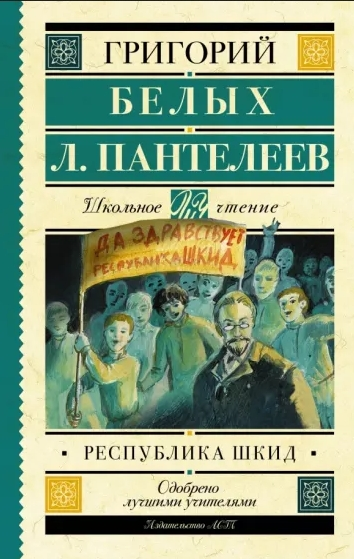 ГРИГОРИЙ
БЕЛЫХ
Л. ПАНТЕЛЕЕВ
Школьное чтение
ДА ЗДРАВСТВУЕТ
РЕСПУБЛИКА ШКИД
• РЕСПУБЛИКА ШКИД •
Одобрено
лучшими учителями
Издательство АСТ